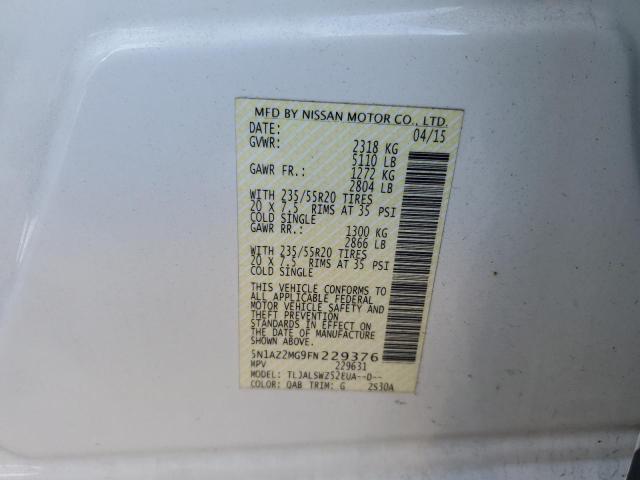 MFD BY NISSAN MOTOR CO., LTD.
DATE: 04/15
GVWR: 2318 KG
5110 LB
GAWR FR.: 1272 KG
2804 LB
WITH 235/55R20 TIRES
20 X 7.5 RIMS AT 35 PSI
COLD SINGLE
GAWR RR.: 1300 KG
2866 LB
WITH 235/55R20 TIRES
20 X 7.5 RIMS AT 35 PSI
COLD SINGLE
THIS VEHICLE CONFORMS TO
ALL APPLICABLE FEDERAL
MOTOR VEHICLE SAFETY AND
THEFT PREVENTION
STANDARDS IN EFFECT ON
THE DATE OF MANUFACTURE
SHOWN ABOVE.
5N1AZ2MG9FN229376
MPV 229631
MODEL: TLJALSWZ52EUA--D--
COLOR: QAB TRIM: G 2S30A